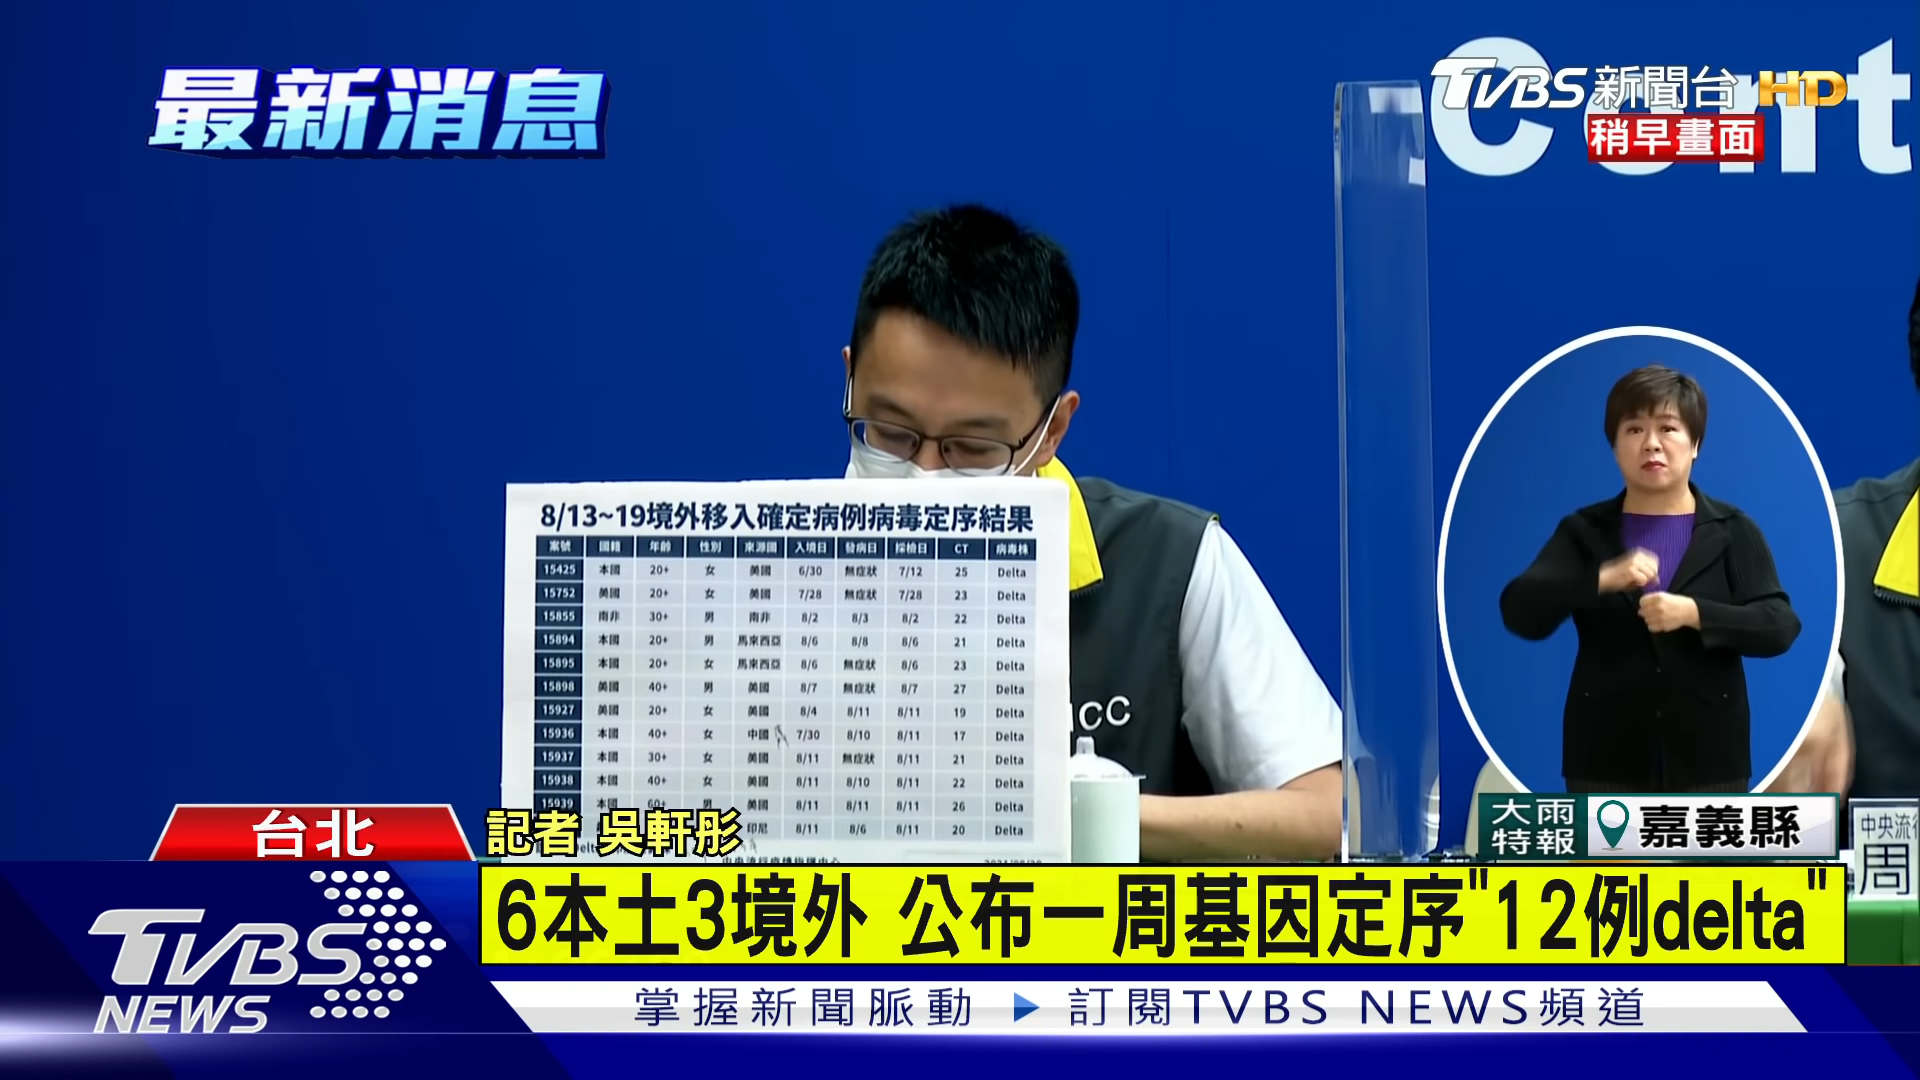 最新消息
TVBS新聞台 HD
稍早畫面
8/13~19境外移入確定病例病毒定序結果
案號 國籍 年齡 性別 來源國 入境日 發病日 採檢日 CT 病毒株
15425 本國 20+ 女 美國 6/30 無症狀 7/12 25 Delta
15752 美國 20+ 女 美國 7/28 無症狀 7/28 23 Delta
15855 南非 30+ 男 南非 8/2 8/3 8/2 22 Delta
15894 本國 20+ 男 馬來西亞 8/6 8/8 8/6 21 Delta
15895 本國 20+ 女 馬來西亞 8/6 無症狀 8/6 23 Delta
15898 美國 40+ 男 美國 8/7 無症狀 8/7 27 Delta
15927 美國 20+ 女 美國 8/4 8/11 8/11 19 Delta
15936 本國 40+ 女 中國 7/30 8/10 8/11 17 Delta
15937 本國 30+ 女 美國 8/11 無症狀 8/11 21 Delta
15938 本國 40+ 女 美國 8/11 8/10 8/11 22 Delta
15939 本國 60+ 男 美國 8/11 8/11 8/11 26 Delta
印尼 8/11 8/6 8/11 20 Delta
大雨特報 嘉義縣
台北
記者 吳軒彤
6本土3境外 公布一周基因定序"12例delta"
TVBS NEWS
掌握新聞脈動 ▶ 訂閱TVBS NEWS頻道
周